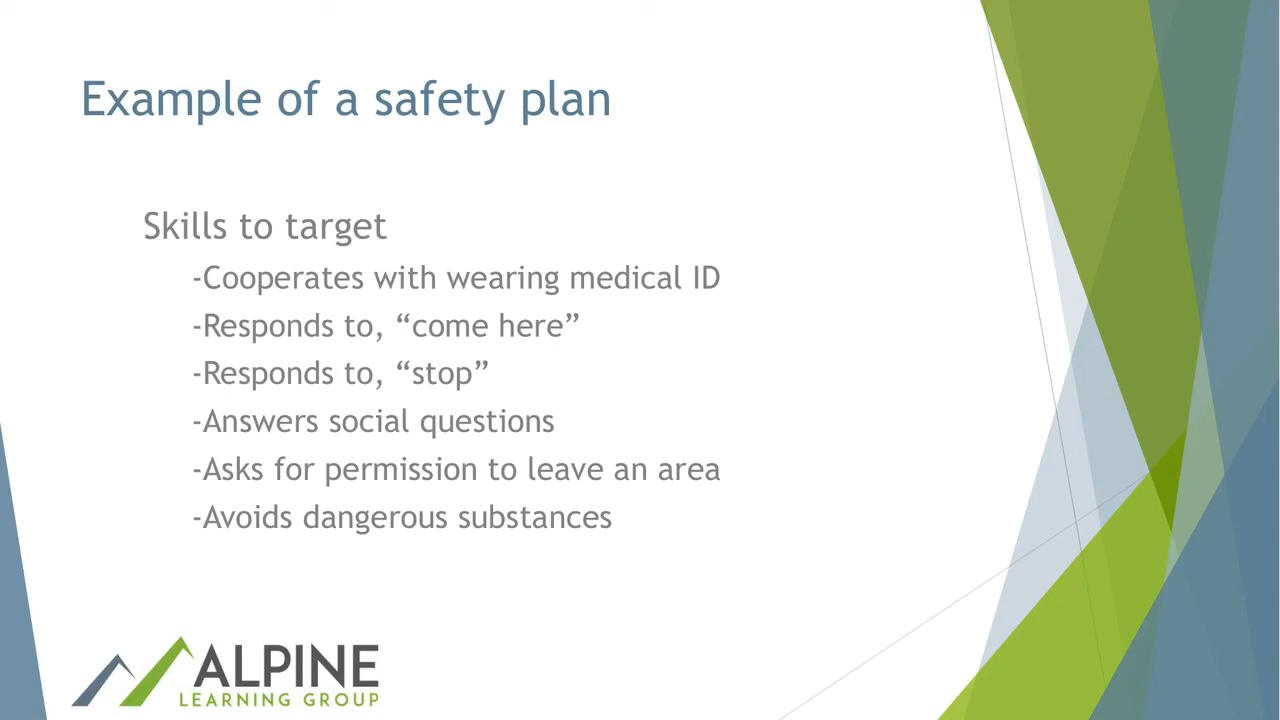 Example of a safety plan
Skills to target
-Cooperates with wearing medical ID
-Responds to, “come here”
-Responds to, “stop”
-Answers social questions
-Asks for permission to leave an area
-Avoids dangerous substances
ALPINE
LEARNING GROUP